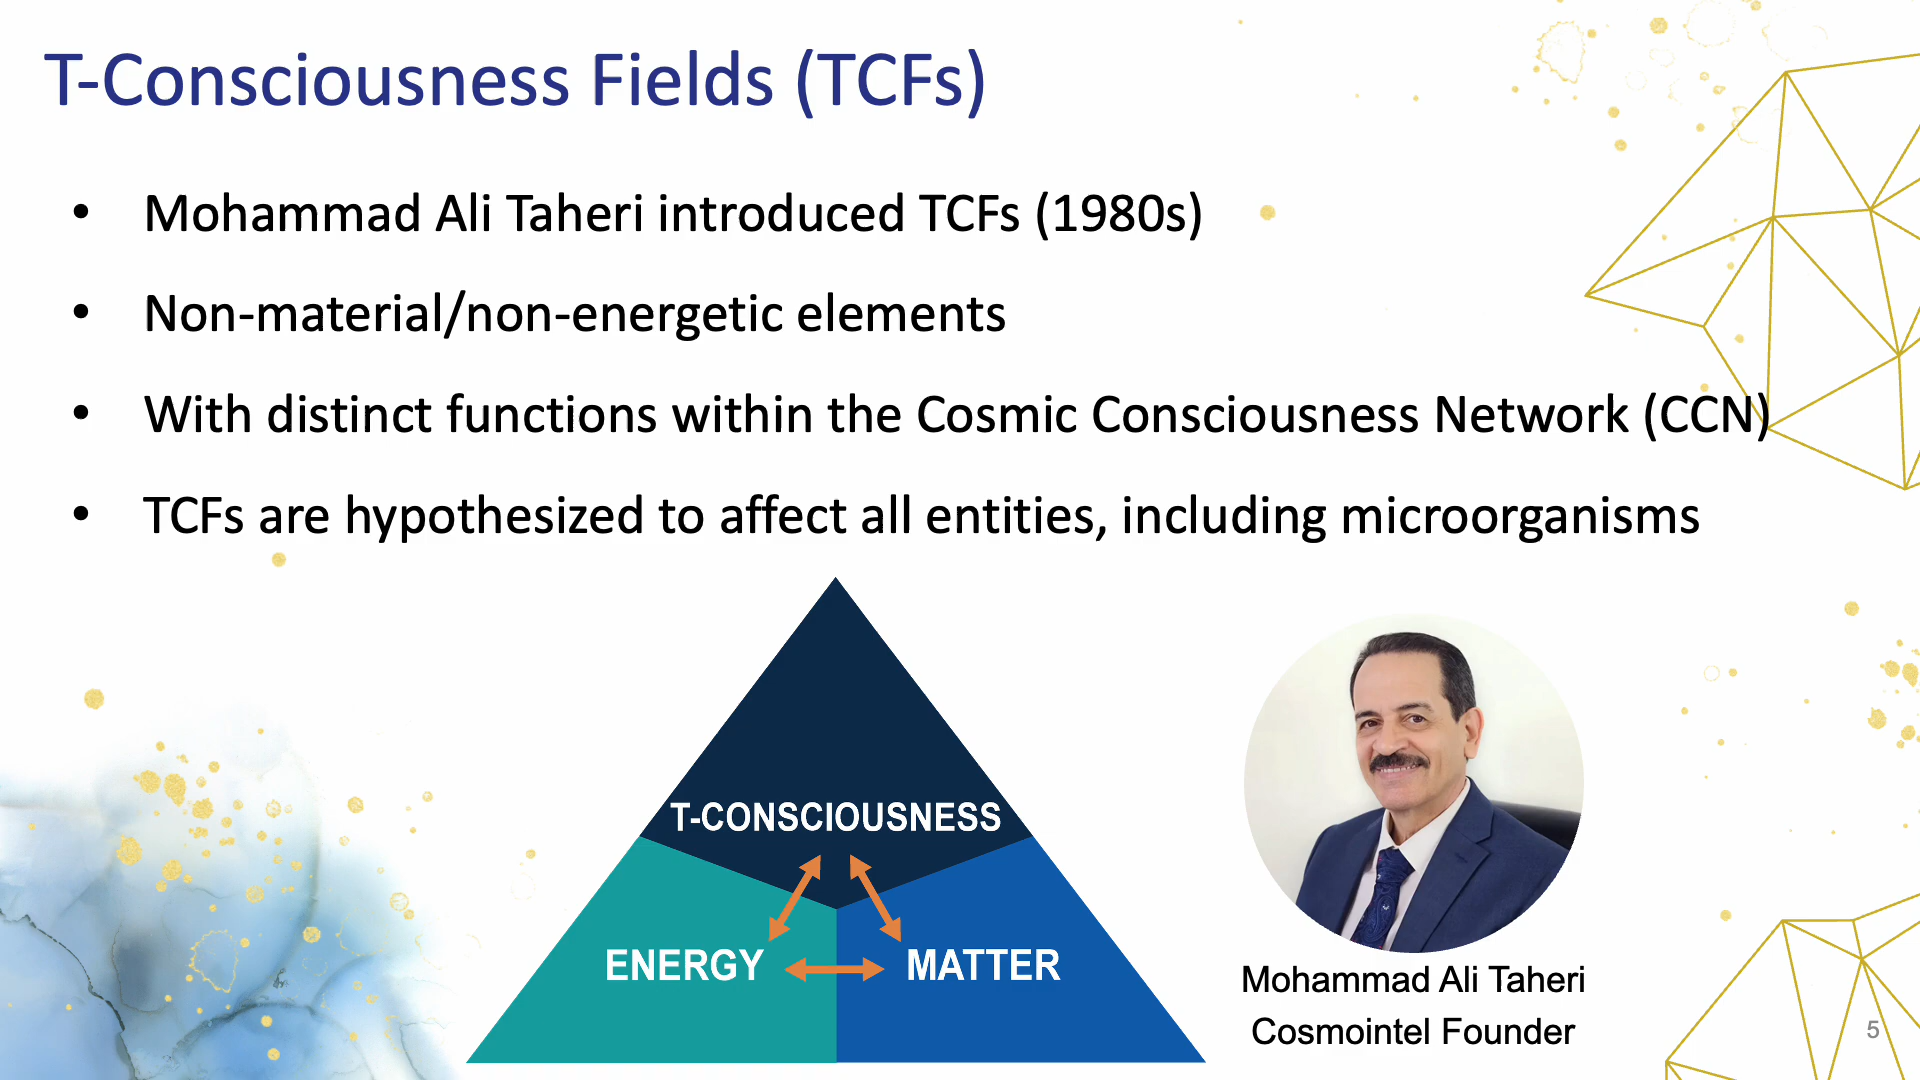 T-Consciousness Fields (TCFs)
• Mohammad Ali Taheri introduced TCFs (1980s)
• Non-material/non-energetic elements
• With distinct functions within the Cosmic Consciousness Network (CCN)
• TCFs are hypothesized to affect all entities, including microorganisms
T-CONSCIOUSNESS
ENERGY
MATTER
Mohammad Ali Taheri
Cosmointel Founder
5